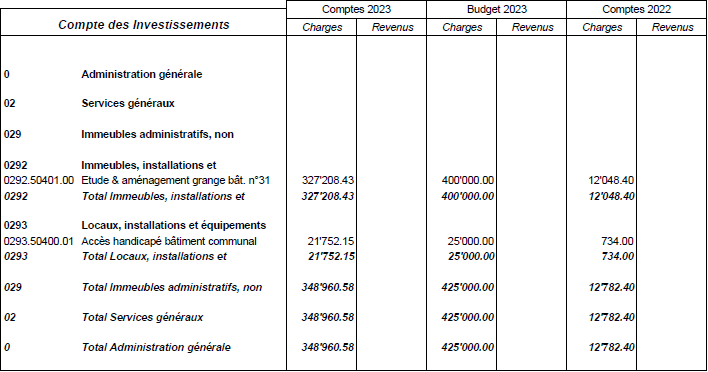 Comptes 2023 Budget 2023 Comptes 2022
Compte des Investissements Charges Revenus Charges Revenus Charges Revenus
0 Administration générale
02 Services généraux
029 Immeubles administratifs, non
0292 Immeubles, installations et
0292.50401.00 Etude & aménagement grange bât. n°31 327'208.43 400'000.00 12'048.40
0292 Total Immeubles, installations et 327'208.43 400'000.00 12'048.40
0293 Locaux, installations et équipements
0293.50400.01 Accès handicapé bâtiment communal 21'752.15 25'000.00 734.00
0293 Total Locaux, installations et 21'752.15 25'000.00 734.00
029 Total Immeubles administratifs, non 348'960.58 425'000.00 12'782.40
02 Total Services généraux 348'960.58 425'000.00 12'782.40
0 Total Administration générale 348'960.58 425'000.00 12'782.40